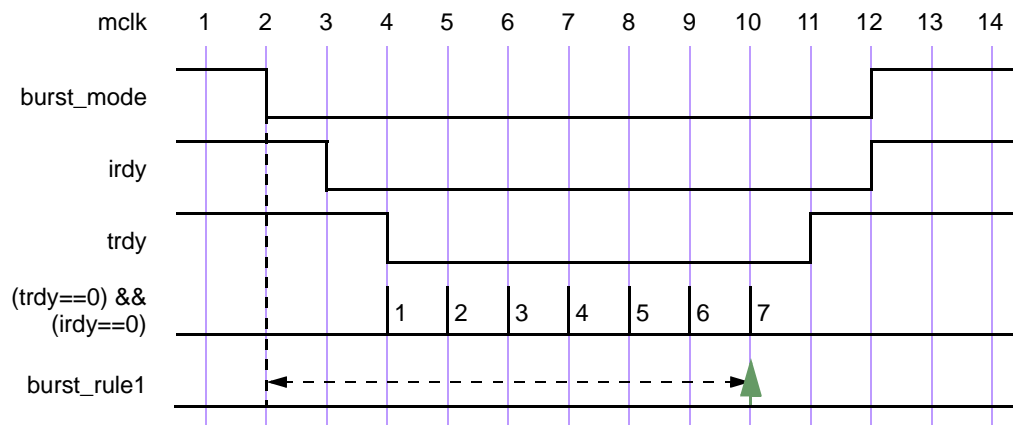 mclk 1 2 3 4 5 6 7 8 9 10 11 12 13 14
burst_mode
irdy
trdy
(trdy==0) &&
(irdy==0)
1 2 3 4 5 6 7
burst_rule1